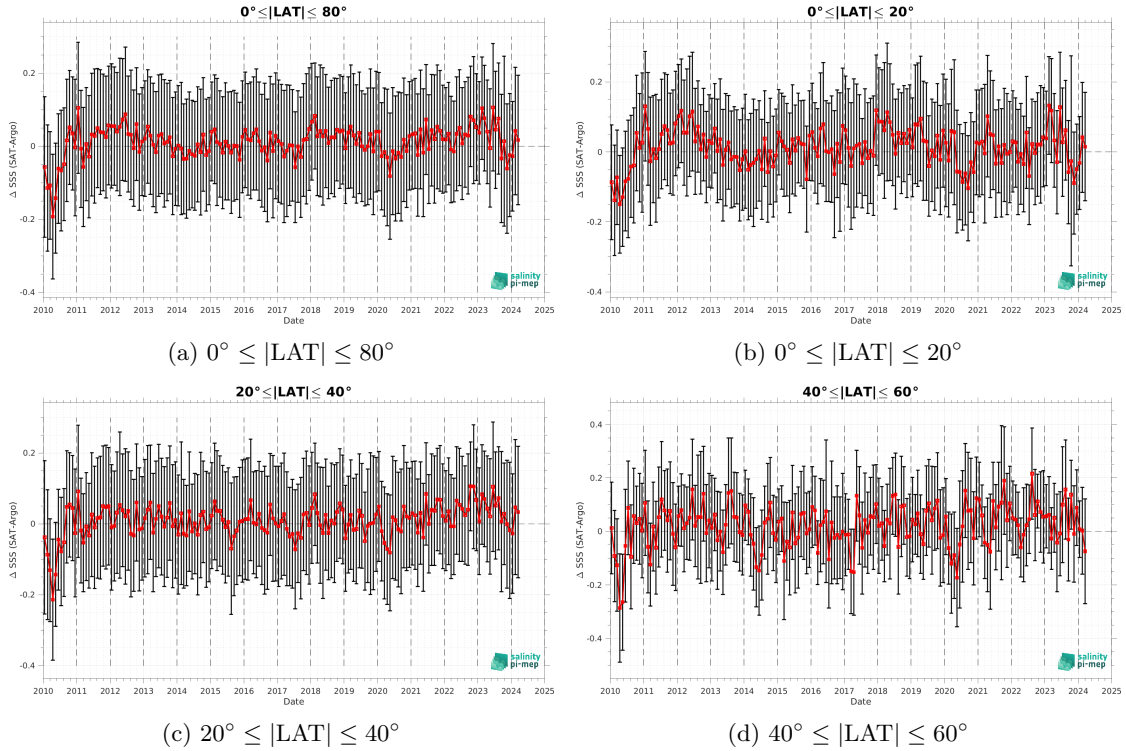 0°≤|LAT|≤ 80°
Δ SSS (SAT-Argo)
0.2
0
-0.2
-0.4
2010 2011 2012 2013 2014 2015 2016 2017 2018 2019 2020 2021 2022 2023 2024 2025
Date
salinity
pi-mep
(a) 0° ≤ |LAT| ≤ 80°
0°≤|LAT|≤ 20°
Δ SSS (SAT-Argo)
0.4
0.2
0
-0.2
-0.4
2010 2011 2012 2013 2014 2015 2016 2017 2018 2019 2020 2021 2022 2023 2024 2025
Date
salinity
pi-mep
(b) 0° ≤ |LAT| ≤ 20°
20°≤|LAT|≤ 40°
Δ SSS (SAT-Argo)
0.2
0
-0.2
-0.4
2010 2011 2012 2013 2014 2015 2016 2017 2018 2019 2020 2021 2022 2023 2024 2025
Date
salinity
pi-mep
(c) 20° ≤ |LAT| ≤ 40°
40°≤|LAT|≤ 60°
Δ SSS (SAT-Argo)
0.4
0.2
0
-0.2
-0.4
2010 2011 2012 2013 2014 2015 2016 2017 2018 2019 2020 2021 2022 2023 2024 2025
Date
salinity
pi-mep
(d) 40° ≤ |LAT| ≤ 60°